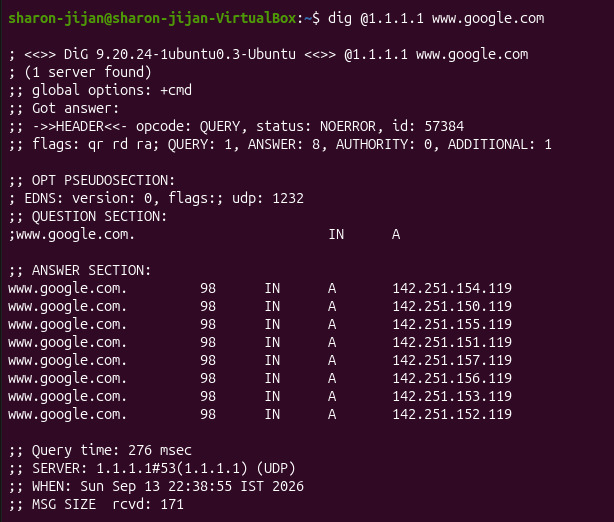 sharon-jijan@sharon-jijan-VirtualBox:~$ dig @1.1.1.1 www.google.com
; <<>> DiG 9.20.24-1ubuntu0.3-Ubuntu <<>> @1.1.1.1 www.google.com
; (1 server found)
;; global options: +cmd
;; Got answer:
;; ->>HEADER<<- opcode: QUERY, status: NOERROR, id: 57384
;; flags: qr rd ra; QUERY: 1, ANSWER: 8, AUTHORITY: 0, ADDITIONAL: 1
;; OPT PSEUDOSECTION:
; EDNS: version: 0, flags:; udp: 1232
;; QUESTION SECTION:
;www.google.com. IN A
;; ANSWER SECTION:
www.google.com. 98 IN A 142.251.154.119
www.google.com. 98 IN A 142.251.150.119
www.google.com. 98 IN A 142.251.155.119
www.google.com. 98 IN A 142.251.151.119
www.google.com. 98 IN A 142.251.157.119
www.google.com. 98 IN A 142.251.156.119
www.google.com. 98 IN A 142.251.153.119
www.google.com. 98 IN A 142.251.152.119
;; Query time: 276 msec
;; SERVER: 1.1.1.1#53(1.1.1.1) (UDP)
;; WHEN: Sun Sep 13 22:38:55 IST 2026
;; MSG SIZE  rcvd: 171